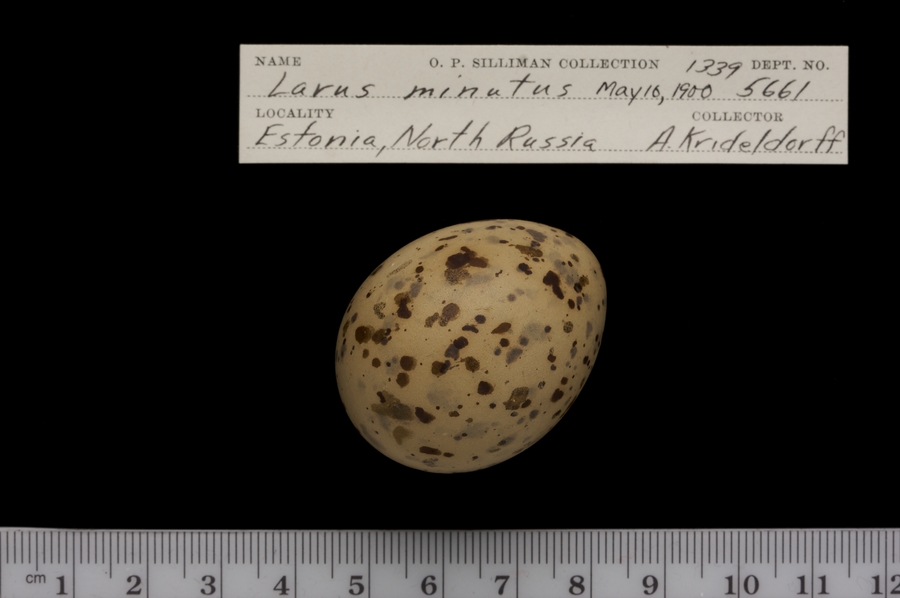 NAME O. P. SILLIMAN COLLECTION 1339 DEPT. NO.
Larus minutus May 10, 1900 5661
LOCALITY COLLECTOR
Estonia, North Russia A. Krideldorff
cm 1 2 3 4 5 6 7 8 9 10 11 12